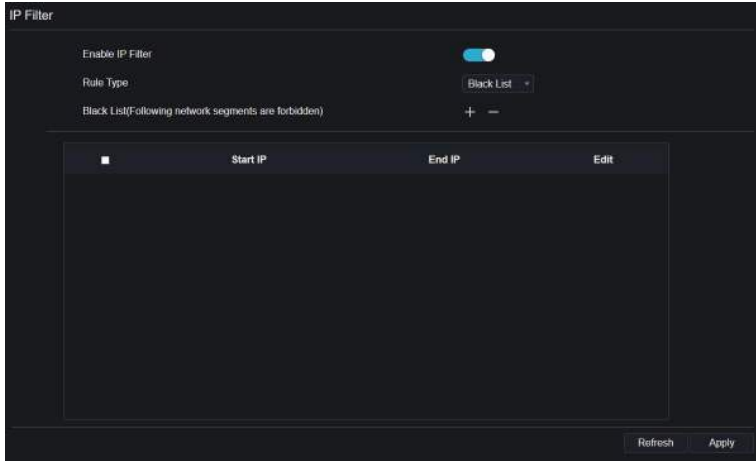 IP Filter
Enable IP Filter
Rule Type
Black List
Black List(Following network segments are forbidden)
+ −
Start IP End IP Edit
Refresh Apply